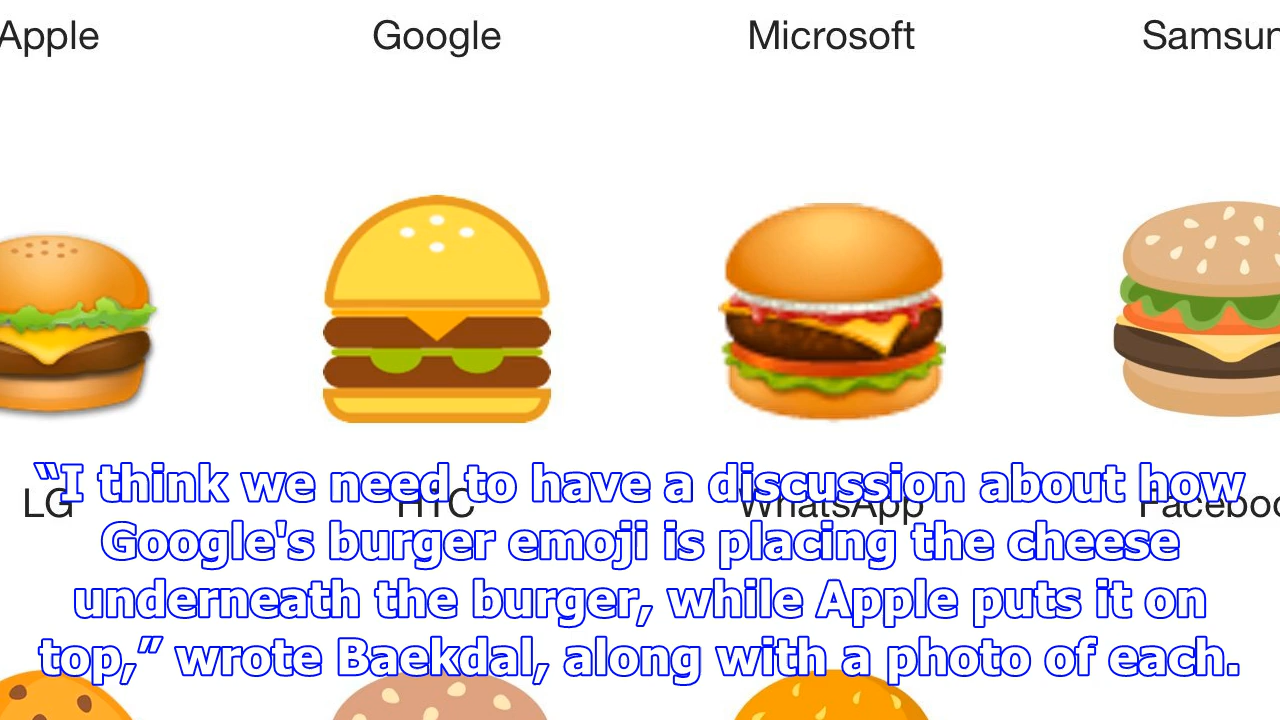 Apple Google Microsoft Samsun
LG HTC WhatsApp Faceboo
“I think we need to have a discussion about how
Google's burger emoji is placing the cheese
underneath the burger, while Apple puts it on
top,” wrote Baekdal, along with a photo of each.